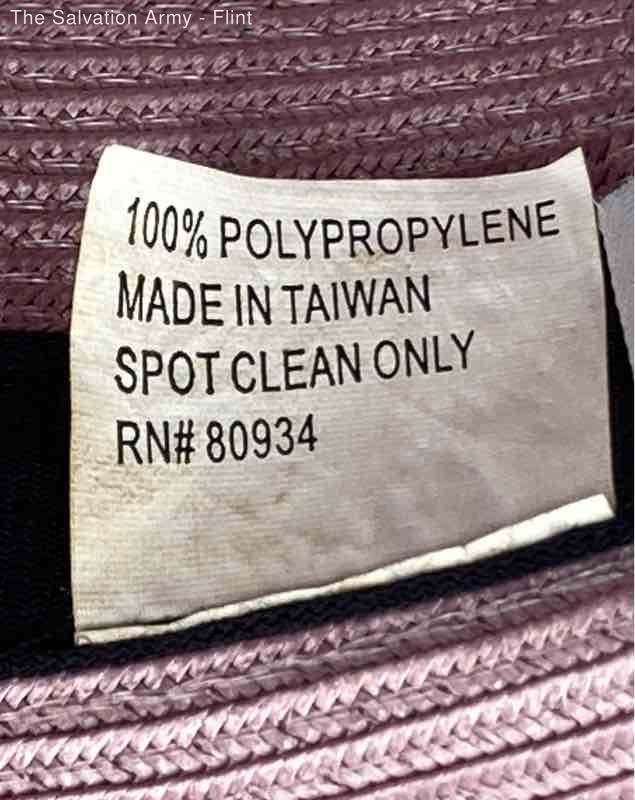 The Salvation Army - Flint
100% POLYPROPYLENE
MADE IN TAIWAN
SPOT CLEAN ONLY
RN# 80934